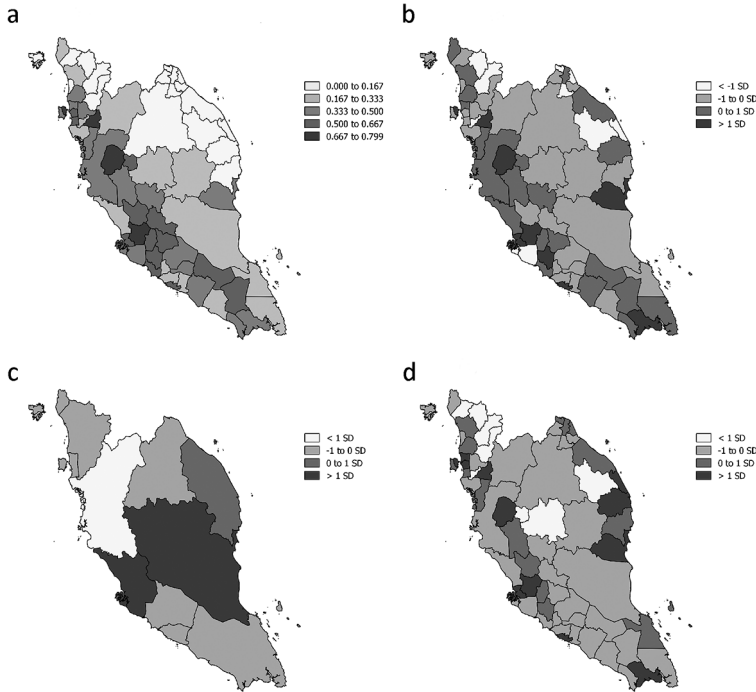 a
0.000 to 0.167
0.167 to 0.333
0.333 to 0.500
0.500 to 0.667
0.667 to 0.799
b
< -1 SD
-1 to 0 SD
0 to 1 SD
> 1 SD
c
< 1 SD
-1 to 0 SD
0 to 1 SD
> 1 SD
d
< 1 SD
-1 to 0 SD
0 to 1 SD
> 1 SD